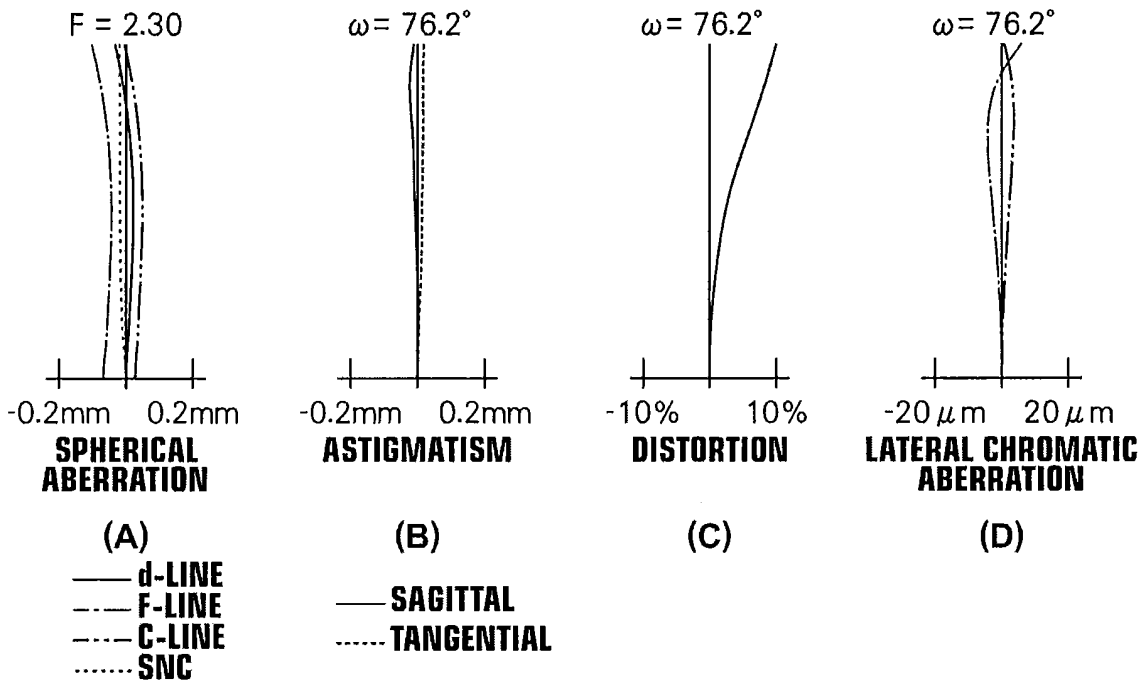 F = 2.30
ω = 76.2°
ω = 76.2°
ω = 76.2°
-0.2mm 0.2mm
-0.2mm 0.2mm
-10% 10%
-20 μm 20 μm
SPHERICAL
ABERRATION
ASTIGMATISM
DISTORTION
LATERAL CHROMATIC
ABERRATION
(A)
(B)
(C)
(D)
d-LINE
F-LINE
C-LINE
SNC
SAGITTAL
TANGENTIAL